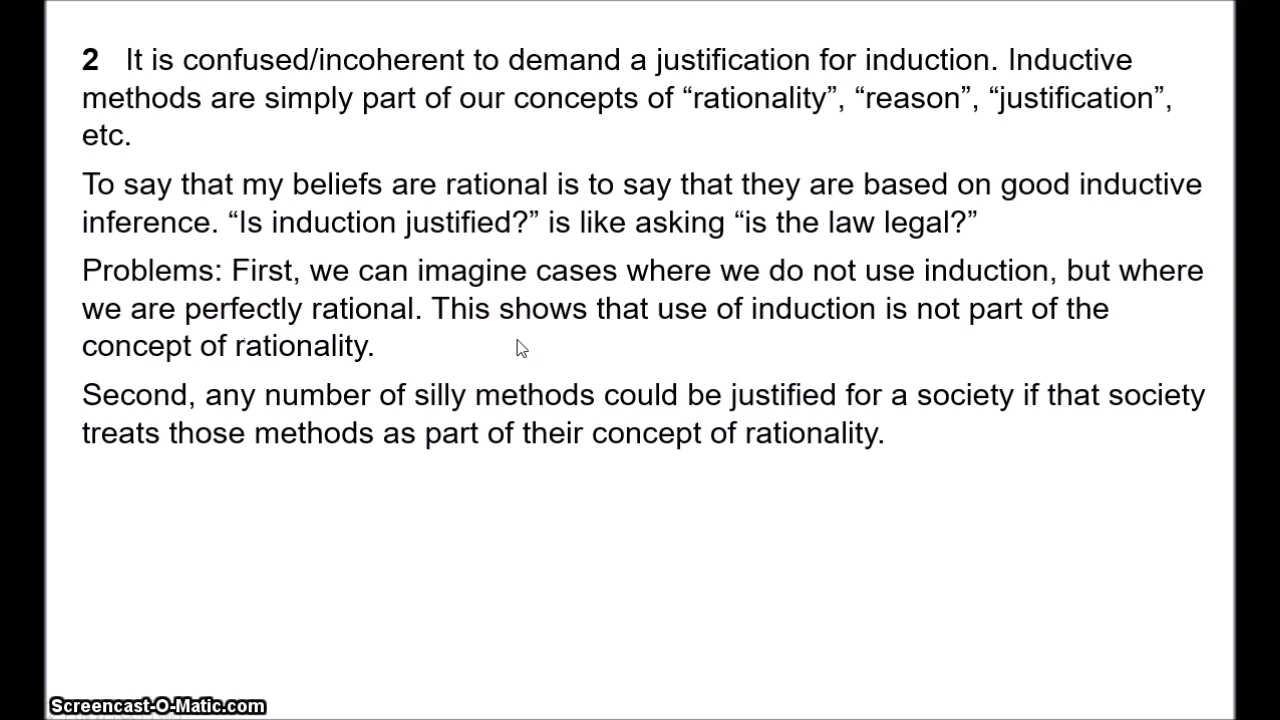 2 It is confused/incoherent to demand a justification for induction. Inductive
methods are simply part of our concepts of “rationality”, “reason”, “justification”,
etc.
To say that my beliefs are rational is to say that they are based on good inductive
inference. “Is induction justified?” is like asking “is the law legal?”
Problems: First, we can imagine cases where we do not use induction, but where
we are perfectly rational. This shows that use of induction is not part of the
concept of rationality.
Second, any number of silly methods could be justified for a society if that society
treats those methods as part of their concept of rationality.
Screencast-O-Matic.com